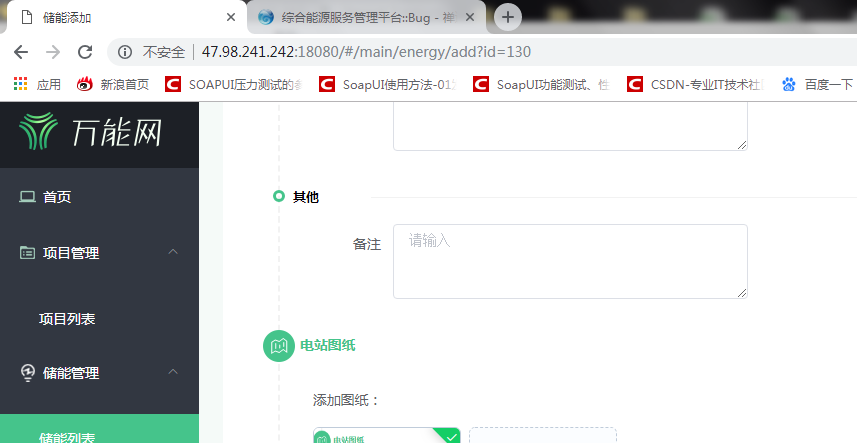 储能添加
综合能源服务管理平台::Bug - 禅
不安全 47.98.241.242:18080/#/main/energy/add?id=130
应用 新浪首页 SOAPUI压力测试的 SoapUI使用方法-01 SoapUI功能测试、性 CSDN-专业IT技术社 百度一下
万能网
首页
项目管理
项目列表
储能管理
储能列表
其他
备注 请输入
电站图纸
添加图纸：
电站图纸